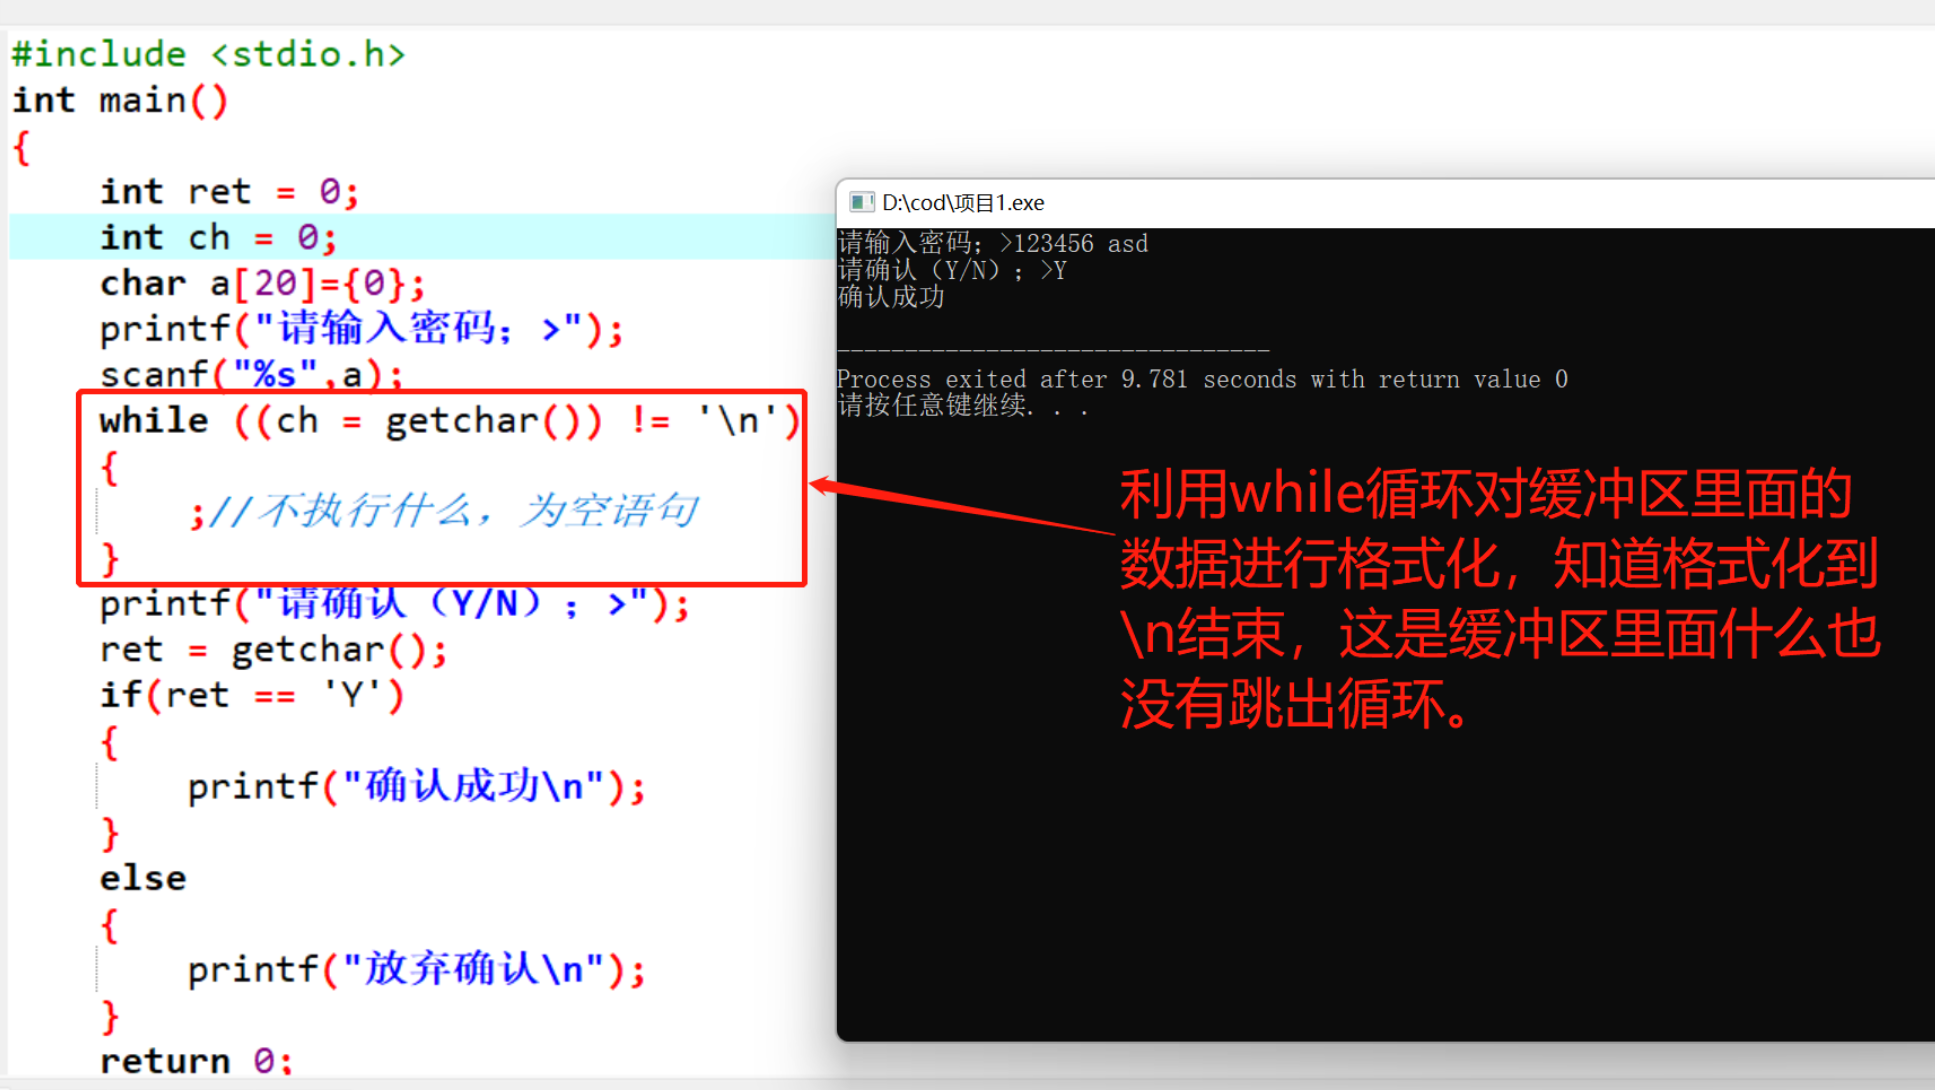 #include <stdio.h>
int main()
{
    int ret = 0;
    int ch = 0;
    char a[20]={0};
    printf("请输入密码；>");
    scanf("%s",a);
    while ((ch = getchar()) != '\n')
    {
        ;//不执行什么，为空语句
    }
    printf("请确认（Y/N）；>");
    ret = getchar();
    if(ret == 'Y')
    {
        printf("确认成功\n");
    }
    else
    {
        printf("放弃确认\n");
    }
    return 0;
D:\cod\项目1.exe
请输入密码；>123456 asd
请确认（Y/N）；>Y
确认成功
--------------------------------
Process exited after 9.781 seconds with return value 0
请按任意键继续. . .
利用while循环对缓冲区里面的
数据进行格式化，知道格式化到
\n结束，这是缓冲区里面什么也
没有跳出循环。